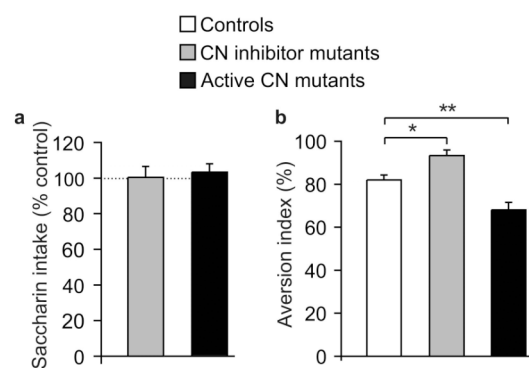 Controls
CN inhibitor mutants
Active CN mutants
a
Saccharin intake (% control)
120
100
80
60
40
20
0
b
Aversion index (%)
100
80
60
40
20
0
*
**